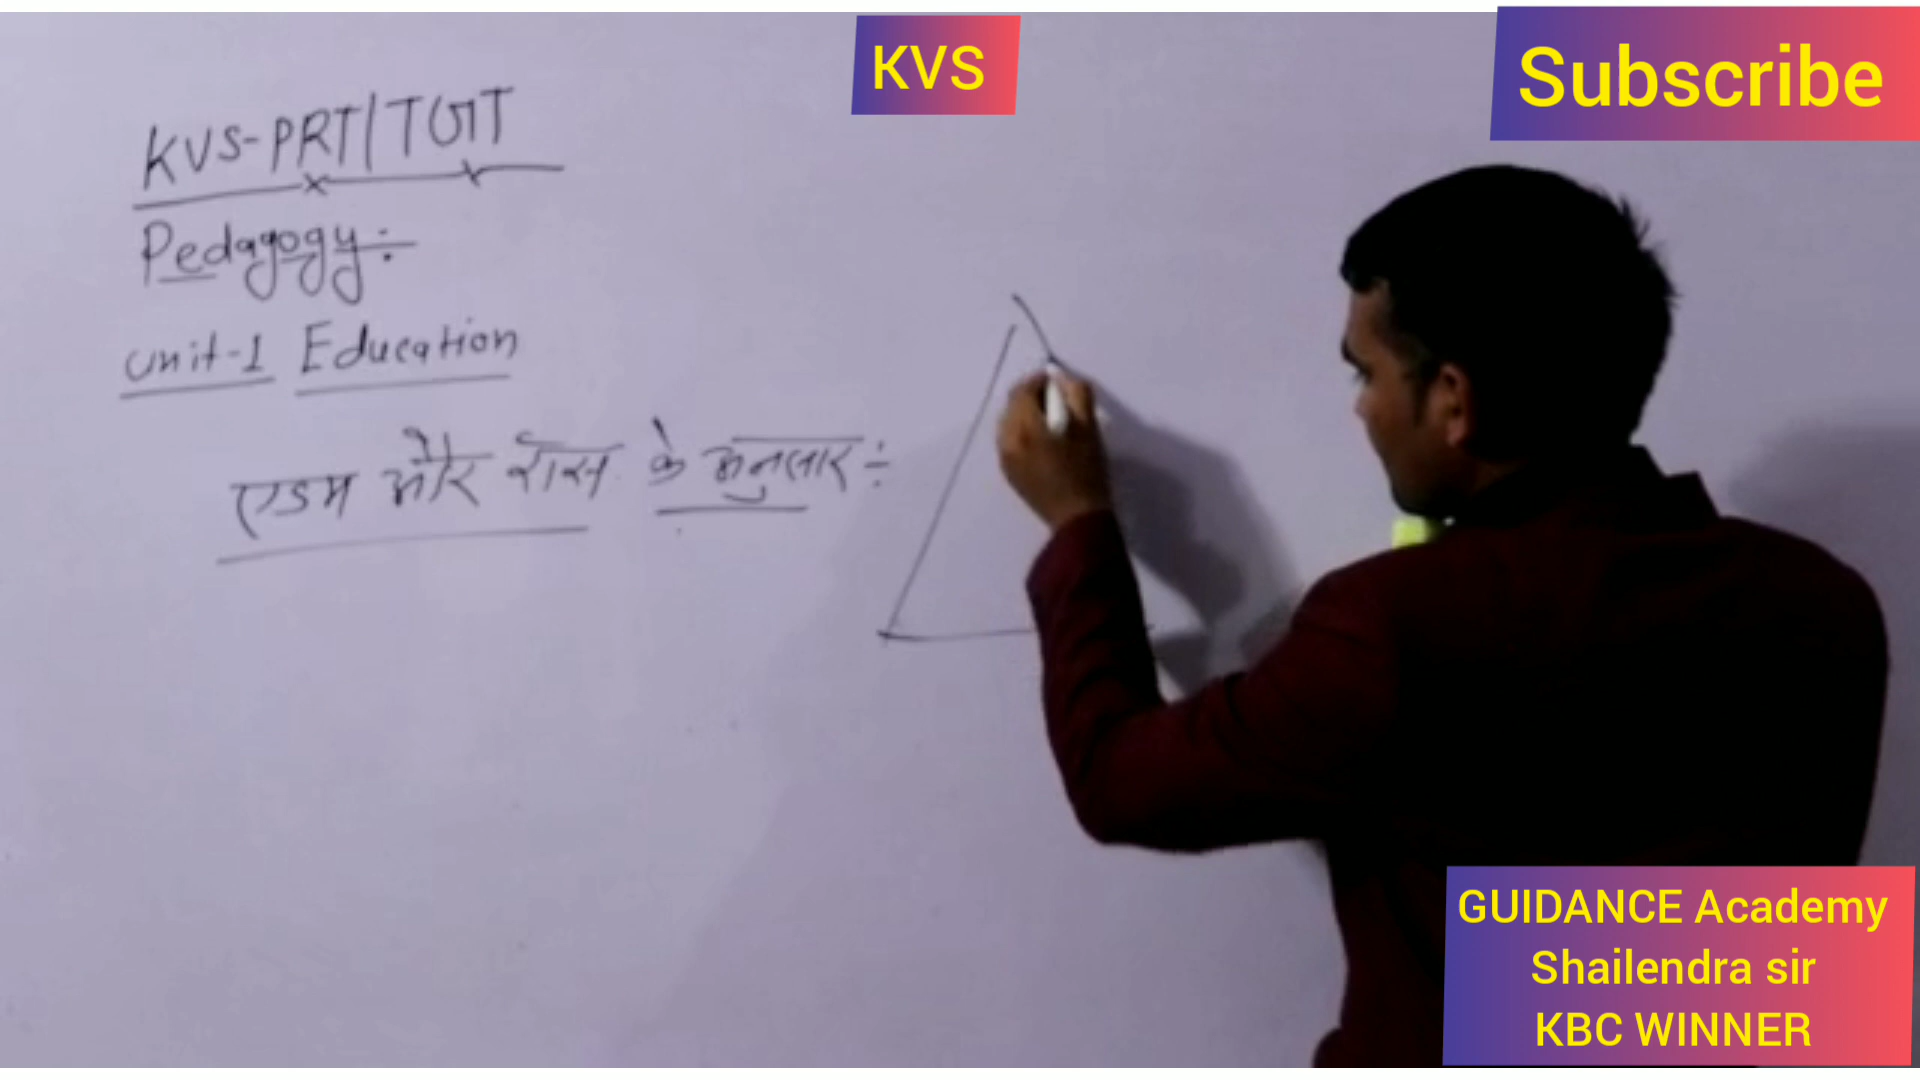 KVS
Subscribe
KVS-PRT/TGT
Pedagogy:-
Unit-1 Education
एडम और रॉस के अनुसार:-
GUIDANCE Academy
Shailendra sir
KBC WINNER